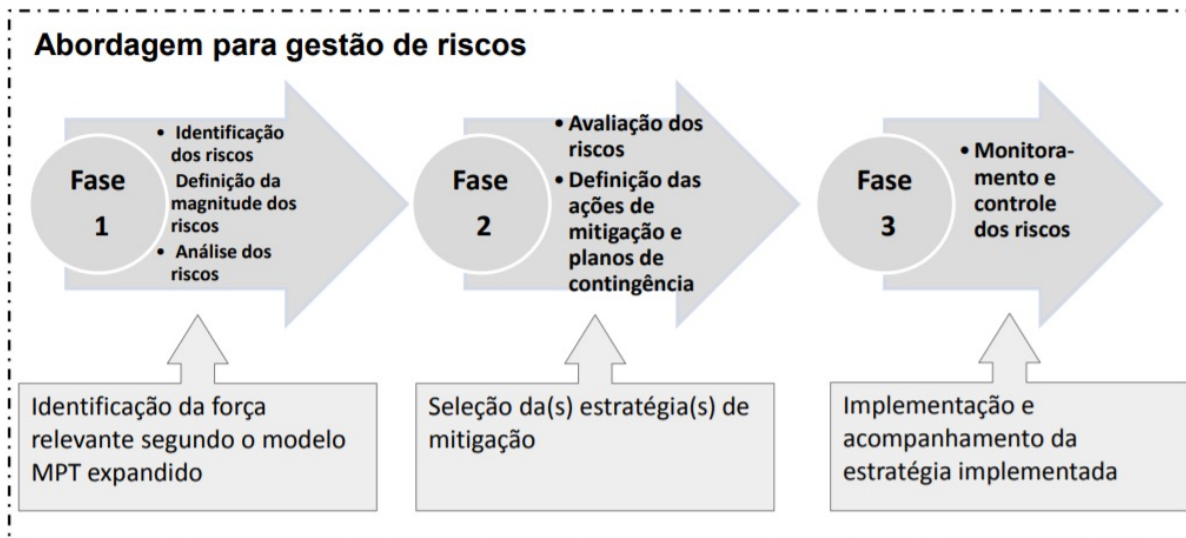 Abordagem para gestão de riscos
Fase
1
• Identificação
dos riscos
Definição da
magnitude dos
riscos
• Análise dos
riscos
Fase
2
• Avaliação dos
riscos
• Definição das
ações de
mitigação e
planos de
contingência
Fase
3
• Monitora-
mento e
controle
dos riscos
Identificação da força
relevante segundo o modelo
MPT expandido
Seleção da(s) estratégia(s) de
mitigação
Implementação e
acompanhamento da
estratégia implementada